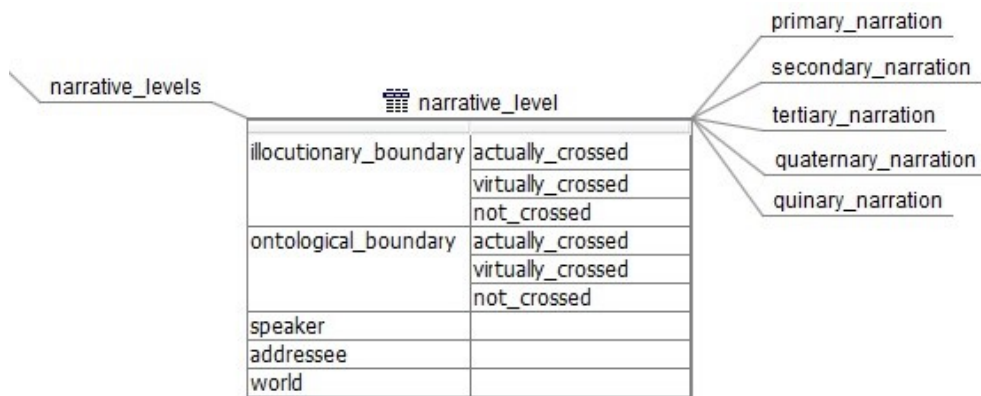 primary_narration
narrative_levels
secondary_narration
narrative_level
tertiary_narration
illocutionary_boundary actually_crossed
quaternary_narration
virtually_crossed
quinary_narration
not_crossed
ontological_boundary actually_crossed
virtually_crossed
not_crossed
speaker
addressee
world